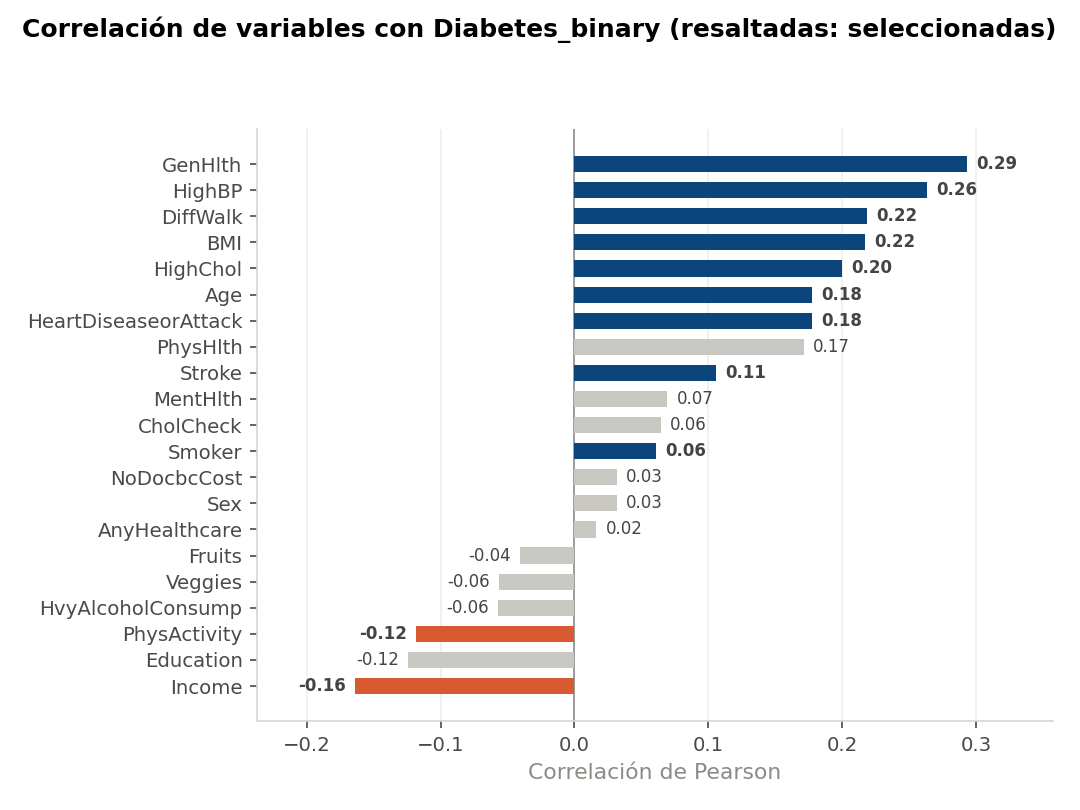 Correlación de variables con Diabetes_binary (resaltadas: seleccionadas)
GenHlth 0.29
HighBP 0.26
DiffWalk 0.22
BMI 0.22
HighChol 0.20
Age 0.18
HeartDiseaseorAttack 0.18
PhysHlth 0.17
Stroke 0.11
MentHlth 0.07
CholCheck 0.06
Smoker 0.06
NoDocbcCost 0.03
Sex 0.03
AnyHealthcare 0.02
Fruits -0.04
Veggies -0.06
HvyAlcoholConsump -0.06
PhysActivity -0.12
Education -0.12
Income -0.16
−0.2 −0.1 0.0 0.1 0.2 0.3
Correlación de Pearson